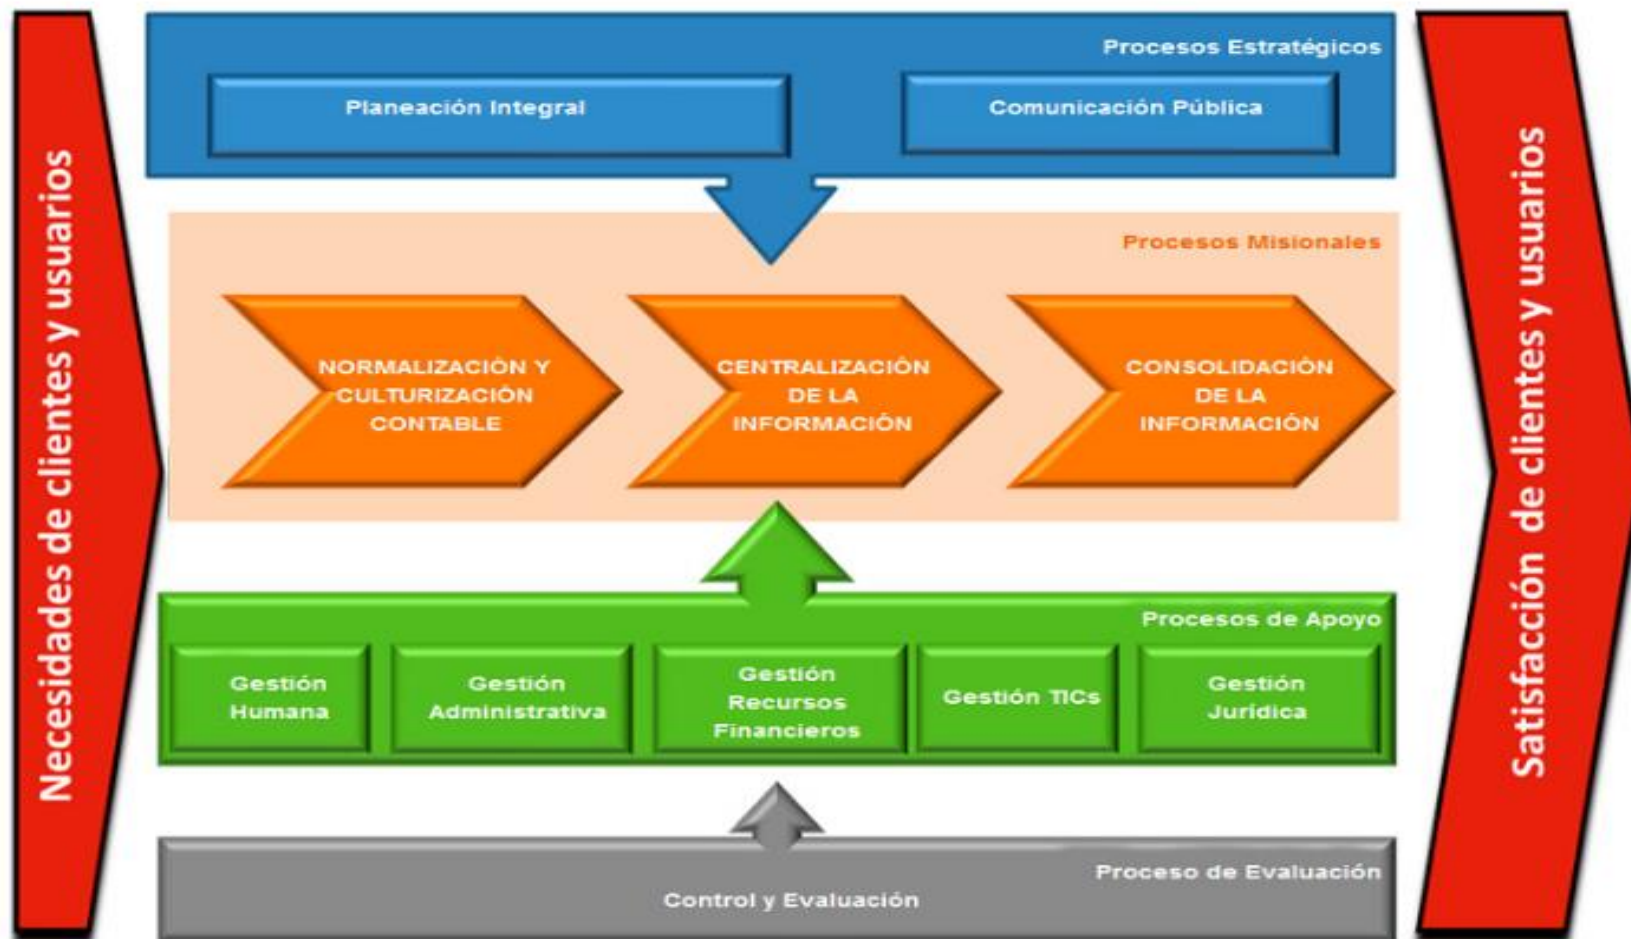 Necesidades de clientes y usuarios
Procesos Estratégicos
Planeación Integral
Comunicación Pública
Procesos Misionales
NORMALIZACIÓN Y
CULTURIZACIÓN
CONTABLE
CENTRALIZACIÓN
DE LA
INFORMACIÓN
CONSOLIDACIÓN
DE LA
INFORMACIÓN
Procesos de Apoyo
Gestión
Humana
Gestión
Administrativa
Gestión
Recursos
Financieros
Gestión TICs
Gestión
Jurídica
Proceso de Evaluación
Control y Evaluación
Satisfacción de clientes y usuarios